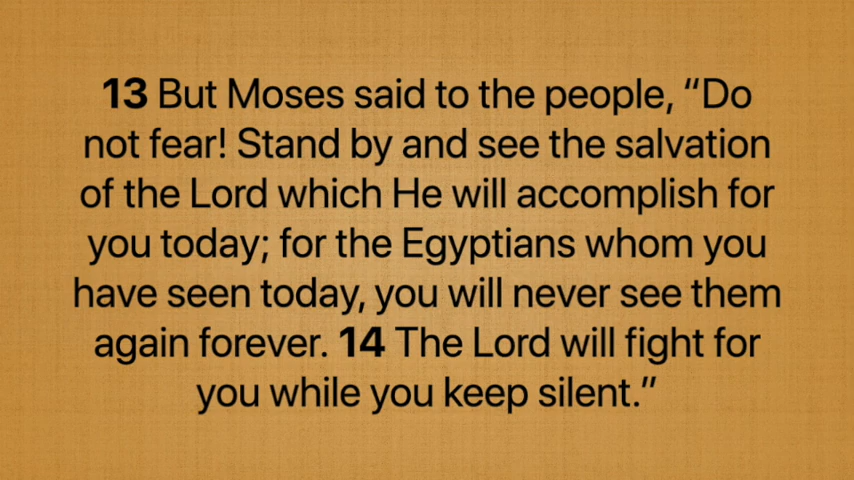 13 But Moses said to the people, “Do
not fear! Stand by and see the salvation
of the Lord which He will accomplish for
you today; for the Egyptians whom you
have seen today, you will never see them
again forever. 14 The Lord will fight for
you while you keep silent.”